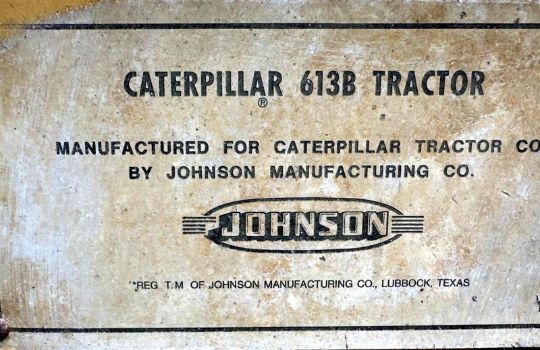 CATERPILLAR 613B TRACTOR
®
MANUFACTURED FOR CATERPILLAR TRACTOR CO
BY JOHNSON MANUFACTURING CO.
JOHNSON
*REG. T.M OF JOHNSON MANUFACTURING CO., LUBBOCK, TEXAS